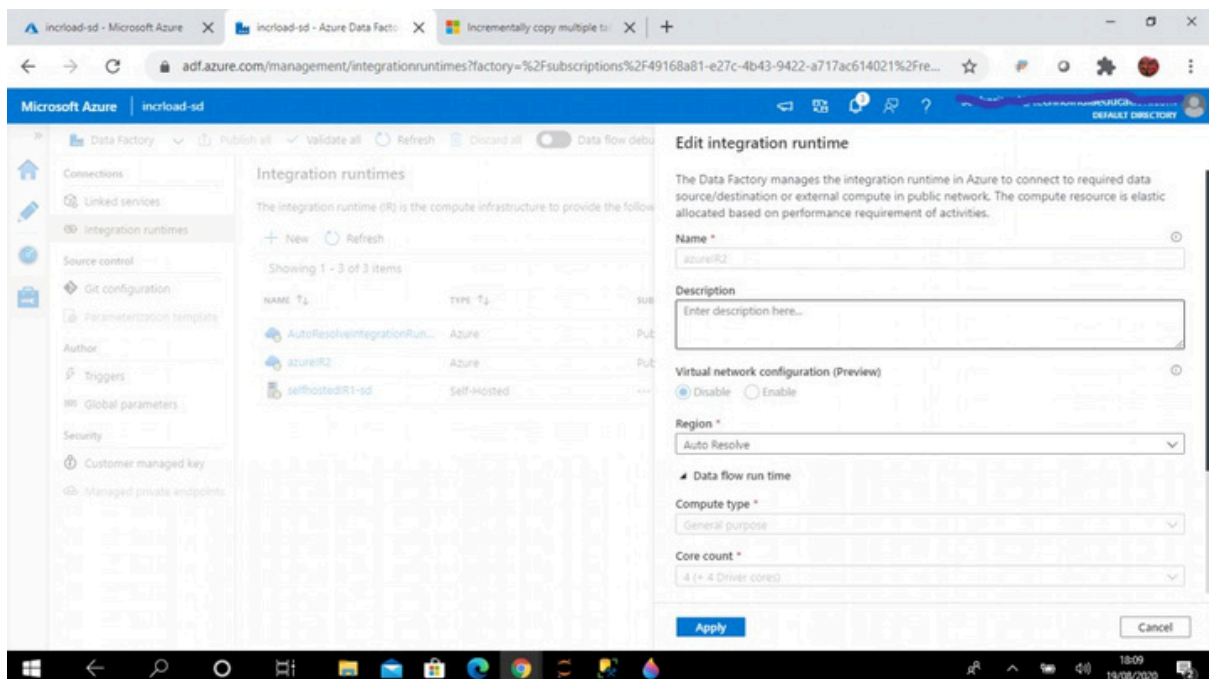 incrload-sd - Microsoft Azure
incrload-sd - Azure Data Facto
Incrementally copy multiple ta
adf.azure.com/management/integrationruntimes?factory=%2Fsubscriptions%2F49168a81-e27c-4b43-9422-a717ac614021%2Fre...
Microsoft Azure | incrload-sd
3
DEFAULT DIRECTORY
Data Factory
Publish all
Validate all
Refresh
Discard all
Data flow debu
Connections
Linked services
Integration runtimes
Source control
Git configuration
Parameterization template
Author
Triggers
Global parameters
Security
Customer managed key
Managed private endpoints
Integration runtimes
The integration runtime (IR) is the compute infrastructure to provide the follow
+ New
Refresh
Showing 1 - 3 of 3 items
NAME TYPE SUB
AutoResolveIntegrationRun... Azure Pub
azureIR2 Azure Pub
selfhostedIR1-sd Self-Hosted ---
Edit integration runtime
The Data Factory manages the integration runtime in Azure to connect to required data
source/destination or external compute in public network. The compute resource is elastic
allocated based on performance requirement of activities.
Name *
azureIR2
Description
Enter description here...
Virtual network configuration (Preview)
Disable Enable
Region *
Auto Resolve
Data flow run time
Compute type *
General purpose
Core count *
4 (+ 4 Driver cores)
Apply
Cancel
18:09
19/08/2020
2